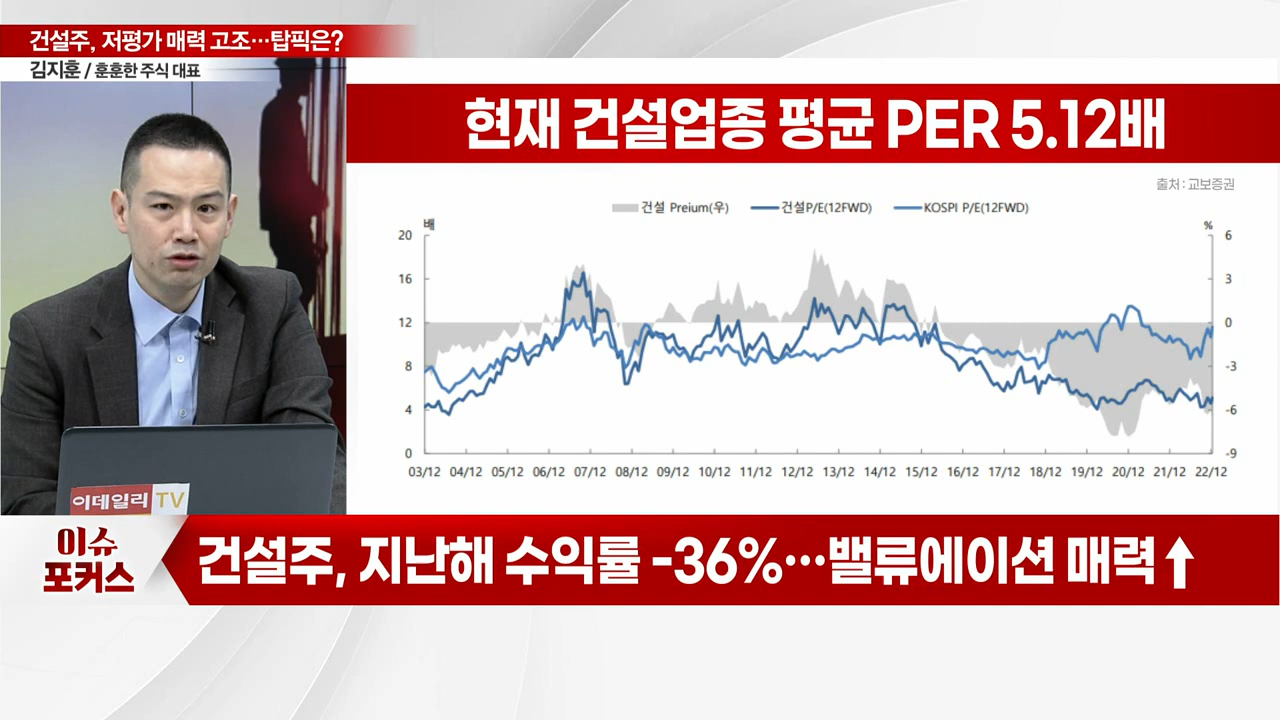 건설주, 저평가 매력 고조…탑픽은?
김지훈 / 훈훈한 주식 대표
현재 건설업종 평균 PER 5.12배
출처 : 교보증권
건설 Preium(우) 건설P/E(12FWD) KOSPI P/E(12FWD)
배 %
20 6
16 3
12 0
8 -3
4 -6
0 -9
03/12 04/12 05/12 06/12 07/12 08/12 09/12 10/12 11/12 12/12 13/12 14/12 15/12 16/12 17/12 18/12 19/12 20/12 21/12 22/12
이데일리 TV
이슈
포커스
건설주, 지난해 수익률 -36%…밸류에이션 매력↑